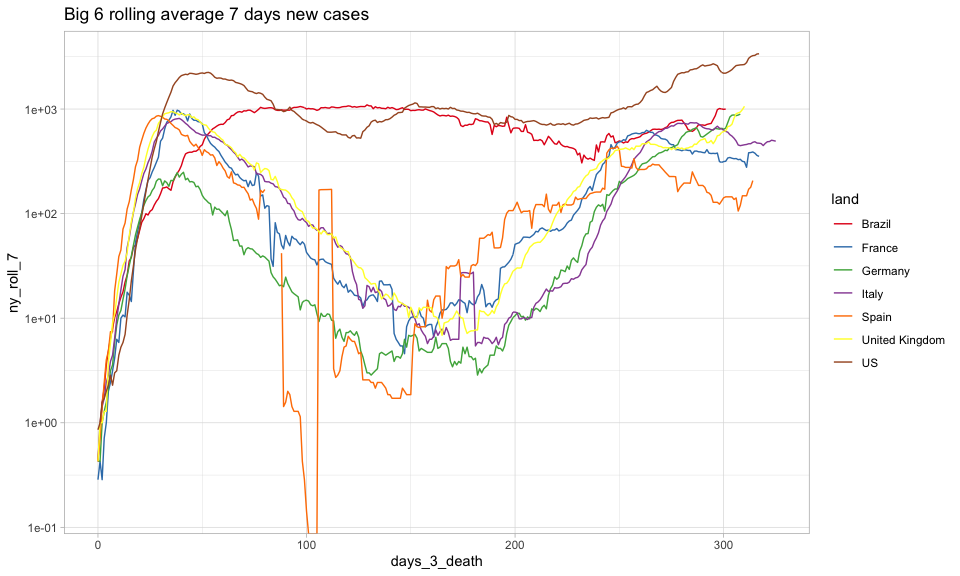 Big 6 rolling average 7 days new cases
ny_roll_7
1e+03
1e+02
1e+01
1e+00
1e-01
0
100
200
300
days_3_death
land
Brazil
France
Germany
Italy
Spain
United Kingdom
US